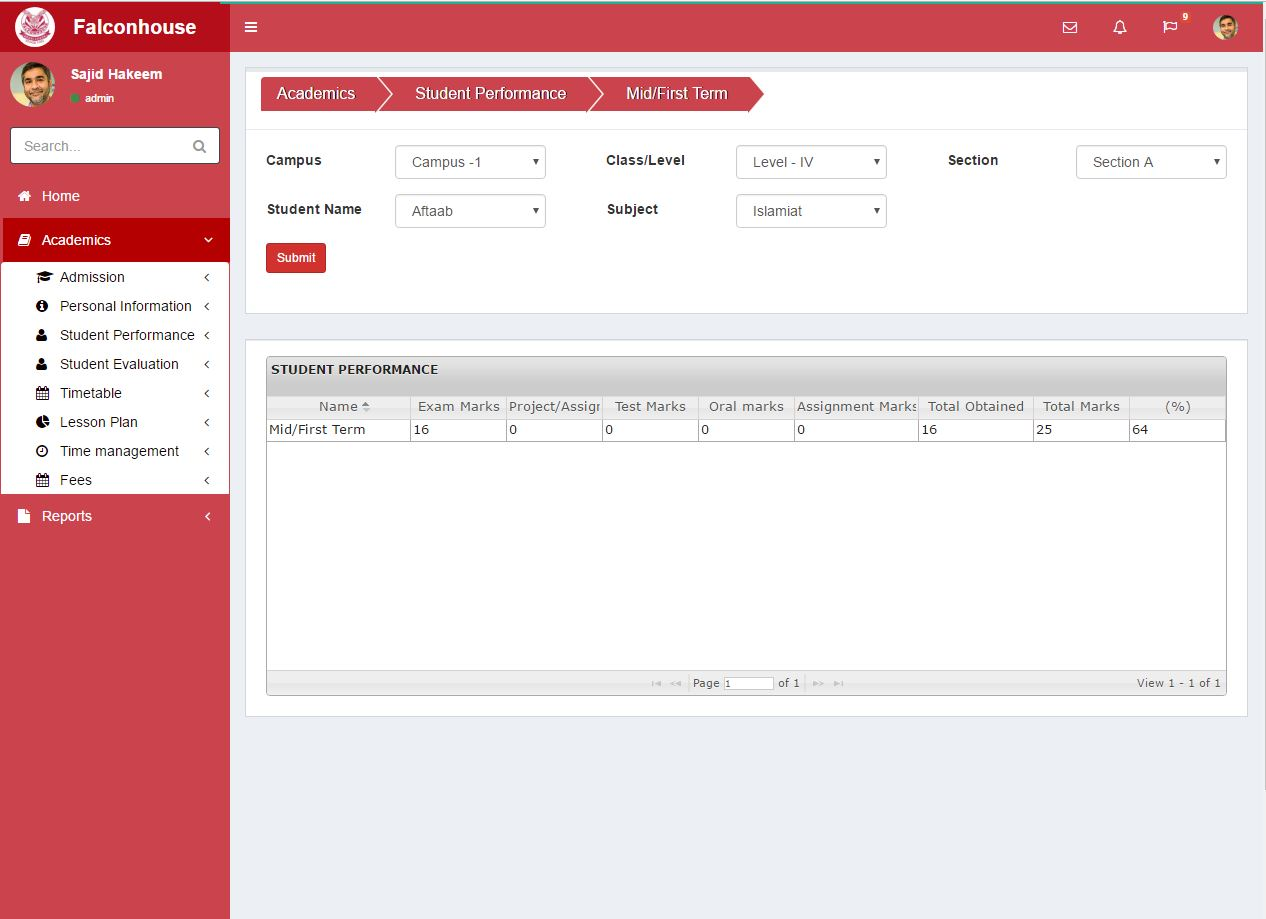 Falconhouse
9
Sajid Hakeem
admin
Search...
Home
Academics
Admission
Personal Information
Student Performance
Student Evaluation
Timetable
Lesson Plan
Time management
Fees
Reports
Academics Student Performance Mid/First Term
Campus Campus -1 Class/Level Level - IV Section Section A
Student Name Aftaab Subject Islamiat
Submit
STUDENT PERFORMANCE
Name Exam Marks Project/Assigr Test Marks Oral marks Assignment Marks Total Obtained Total Marks (%)
Mid/First Term 16 0 0 0 0 16 25 64
Page 1 of 1 View 1 - 1 of 1